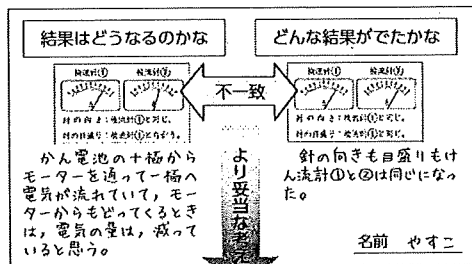 結果はどうなるのかな
検流計① 検流計②
針の向き:検流計①と同じ。
針の目盛り:検流計①とちがう。
かん電池の+極から
モーターを通って−極へ
電気が流れていて,モー
ターからもどってくるとき
は,電気の量は,減って
いると思う。
不一致
より妥当な考え
どんな結果がでたかな
検流計① 検流計②
針の向き:検流計①と同じ。
針の目盛り:検流計①と同じ。
針の向きも目盛りもけ
ん流計①と②は同じになっ
た。
名前 やすこ